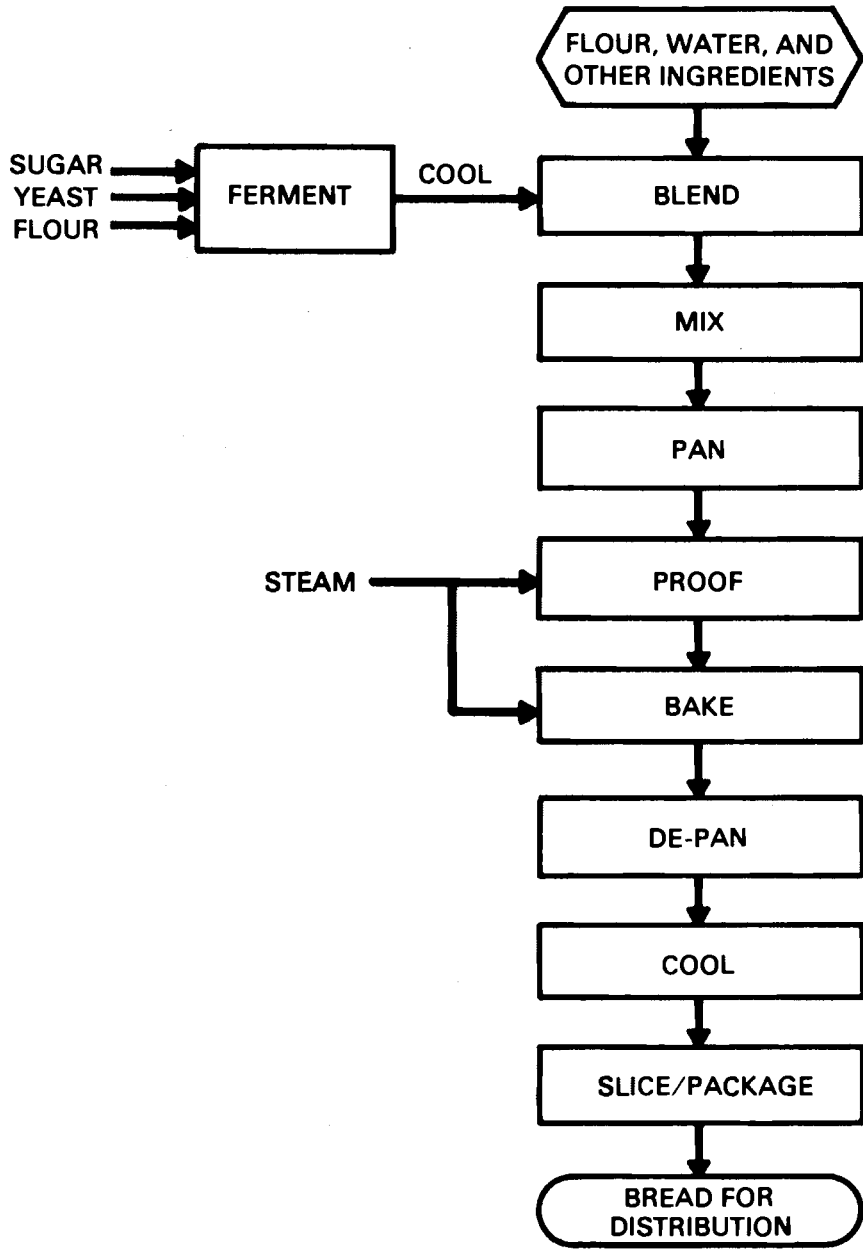 FLOUR, WATER, AND
OTHER INGREDIENTS
SUGAR
YEAST
FLOUR
FERMENT
COOL
BLEND
MIX
PAN
STEAM
PROOF
BAKE
DE-PAN
COOL
SLICE/PACKAGE
BREAD FOR
DISTRIBUTION